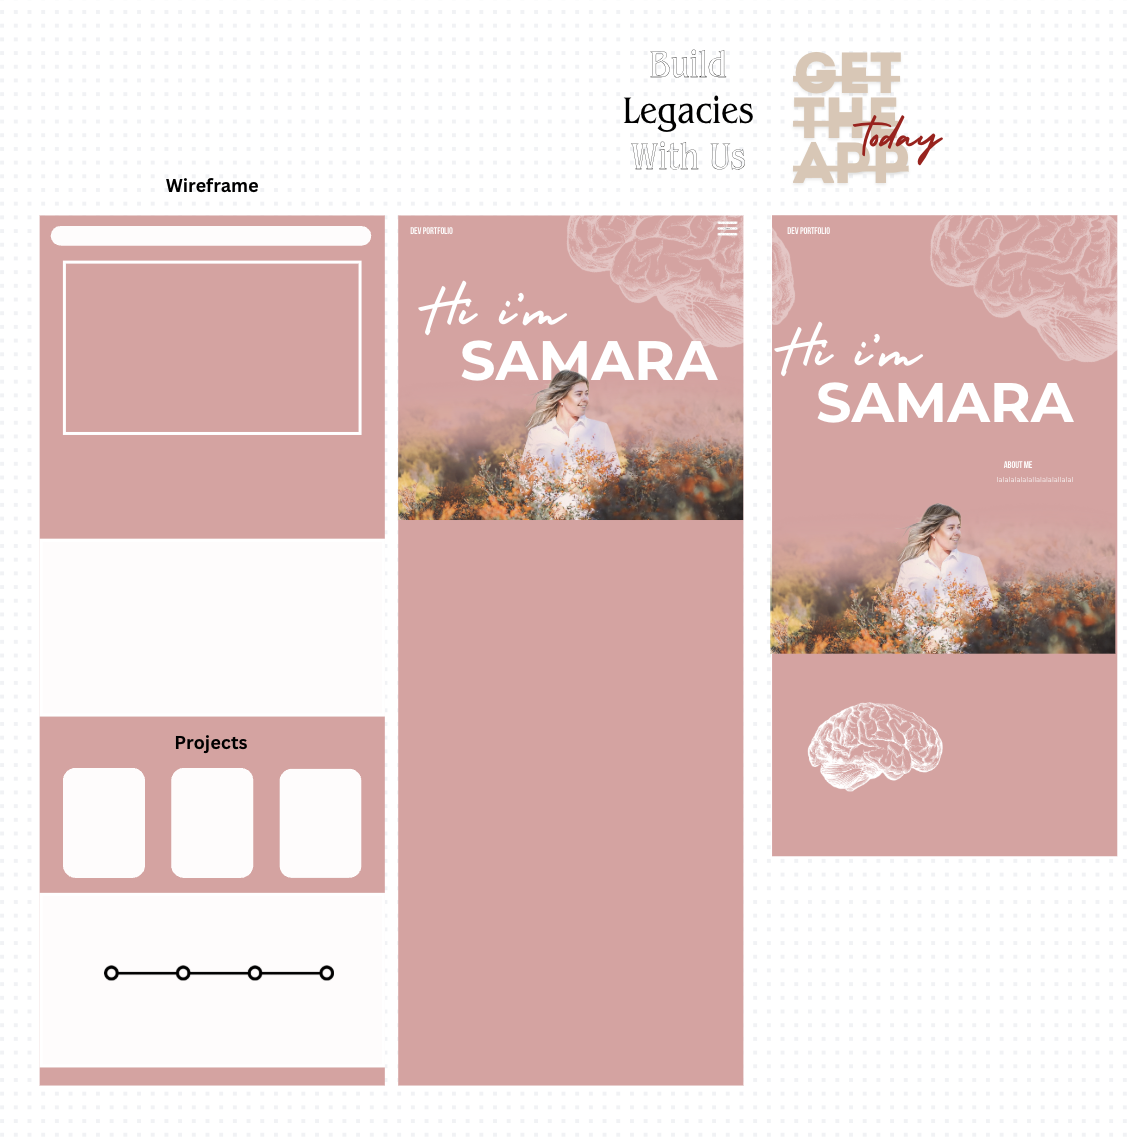 Build
Legacies
With Us
GET
THE
APP
today
Wireframe
Projects
DEV PORTFOLIO
Hi i'm
SAMARA
DEV PORTFOLIO
Hi i'm
SAMARA
ABOUT ME